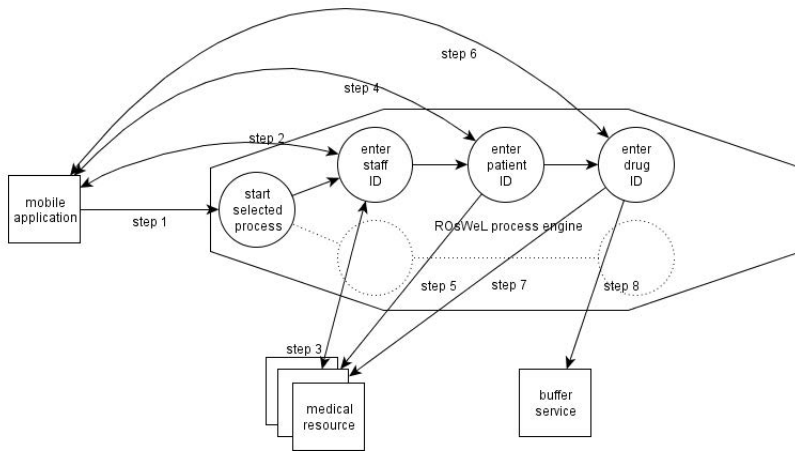 step 6
step 4
step 2
enter
staff
ID
enter
patient
ID
enter
drug
ID
mobile
application
step 1
start
selected
process
ROsWeL process engine
step 5
step 7
step 8
step 3
medical
resource
buffer
service